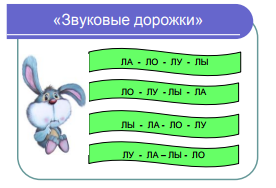 «Звуковые дорожки»
ЛА - ЛО - ЛУ - ЛЫ
ЛО - ЛУ -ЛЫ - ЛА
ЛЫ - ЛА- ЛО - ЛУ
ЛУ - ЛА – ЛЫ - ЛО